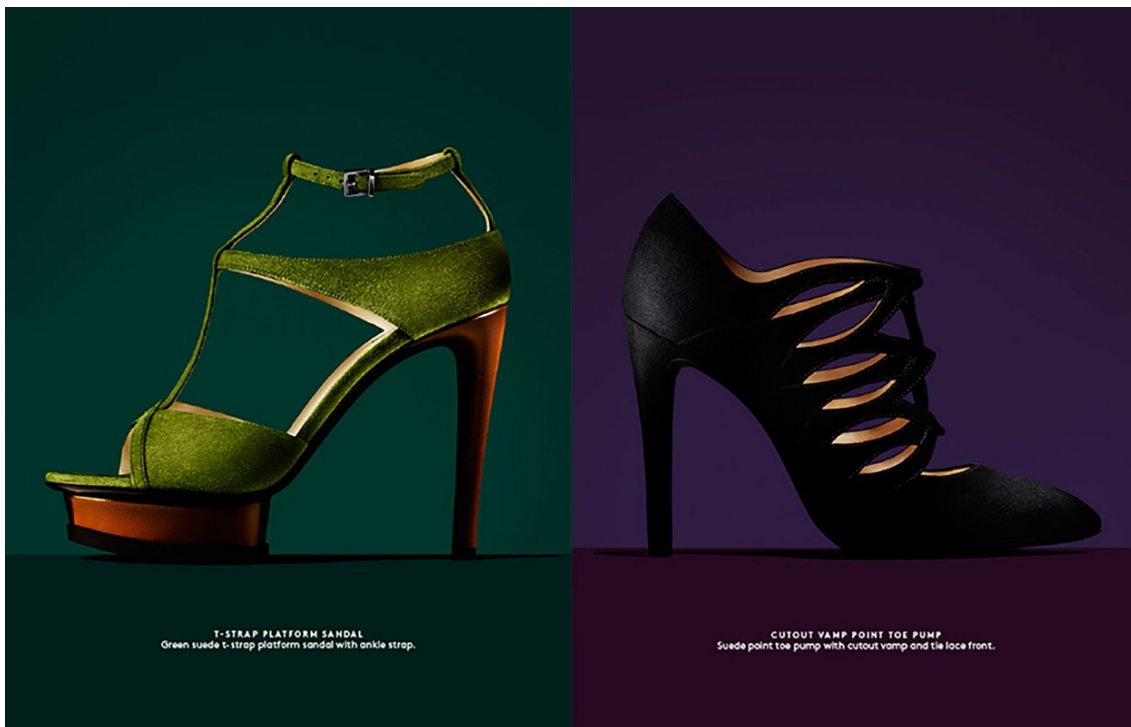 T-STRAP PLATFORM SANDAL
Green suede t-strap platform sandal with ankle strap.
CUTOUT VAMP POINT TOE PUMP
Suede point toe pump with cutout vamp and tie lace front.